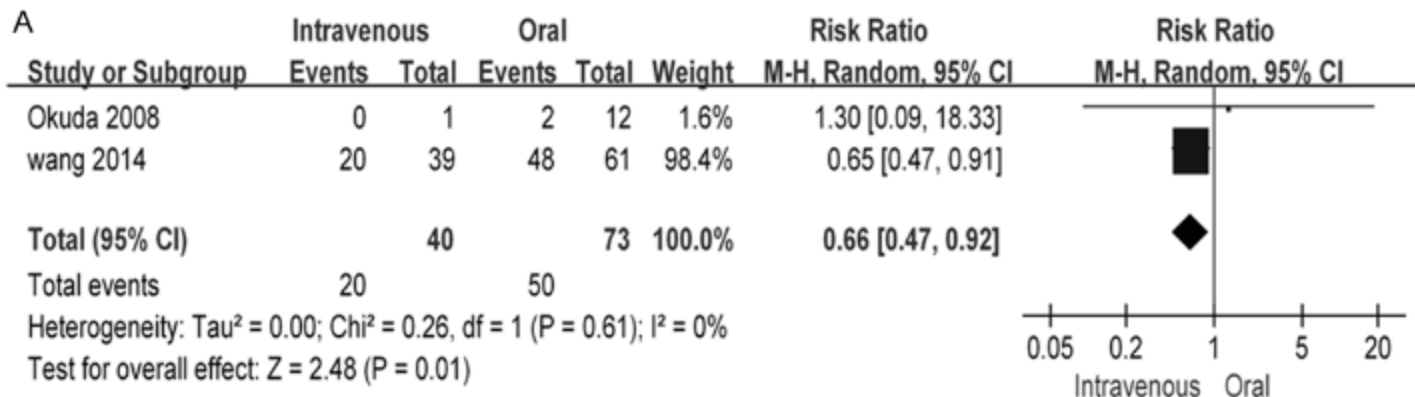 A
Intravenous Oral Risk Ratio Risk Ratio
Study or Subgroup Events Total Events Total Weight M-H, Random, 95% CI M-H, Random, 95% CI
Okuda 2008 0 1 2 12 1.6% 1.30 [0.09, 18.33]
wang 2014 20 39 48 61 98.4% 0.65 [0.47, 0.91]
Total (95% CI) 40 73 100.0% 0.66 [0.47, 0.92]
Total events 20 50
Heterogeneity: Tau² = 0.00; Chi² = 0.26, df = 1 (P = 0.61); I² = 0%
Test for overall effect: Z = 2.48 (P = 0.01)
0.05 0.2 1 5 20
Intravenous Oral